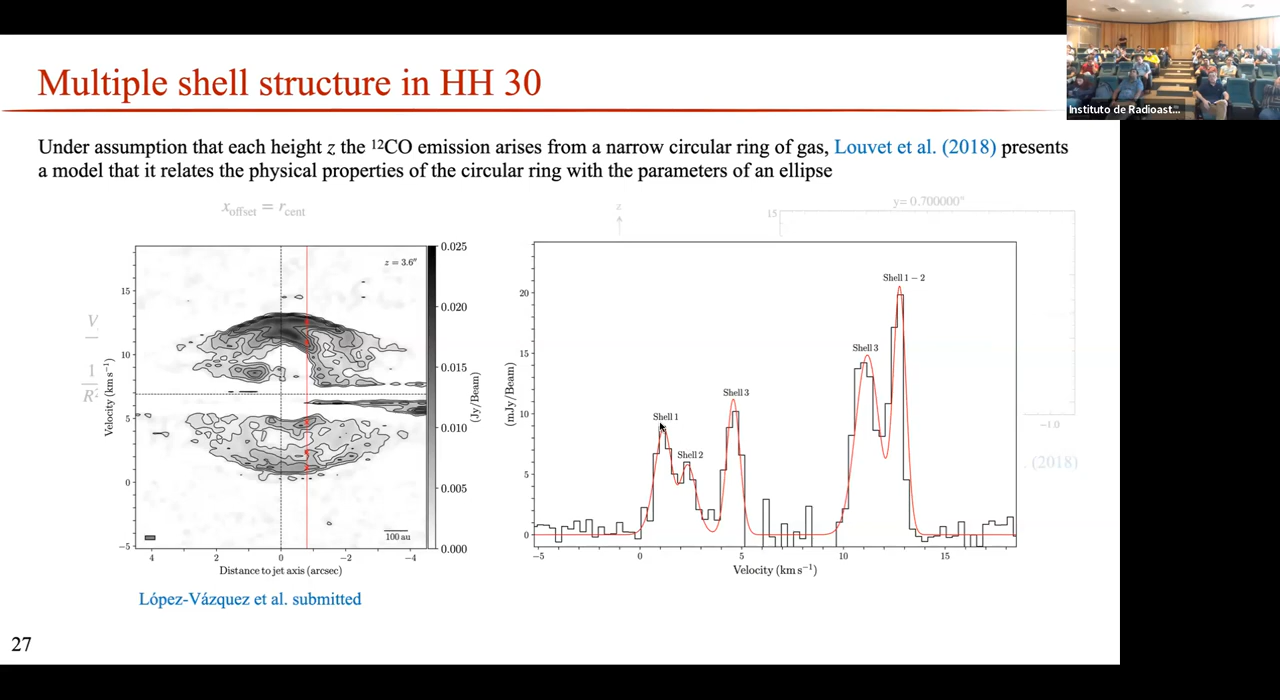 Instituto de Radioast...
Multiple shell structure in HH 30
Under assumption that each height z the ¹²CO emission arises from a narrow circular ring of gas, Louvet et al. (2018) presents
a model that it relates the physical properties of the circular ring with the parameters of an ellipse
x_offset = r_cent
z
y= 0.700000"
15
z = 3.6″
0.025
0.020
0.015
0.010
0.005
0.000
(Jy/Beam)
15
10
5
0
−5
Velocity (km s⁻¹)
V
1
R²
100 au
4
2
0
−2
−4
Distance to jet axis (arcsec)
Shell 1 − 2
Shell 3
Shell 3
Shell 1
Shell 2
20
15
10
5
0
(mJy/Beam)
−5
0
5
10
15
Velocity (km s⁻¹)
−1.0
. (2018)
López-Vázquez et al. submitted
27